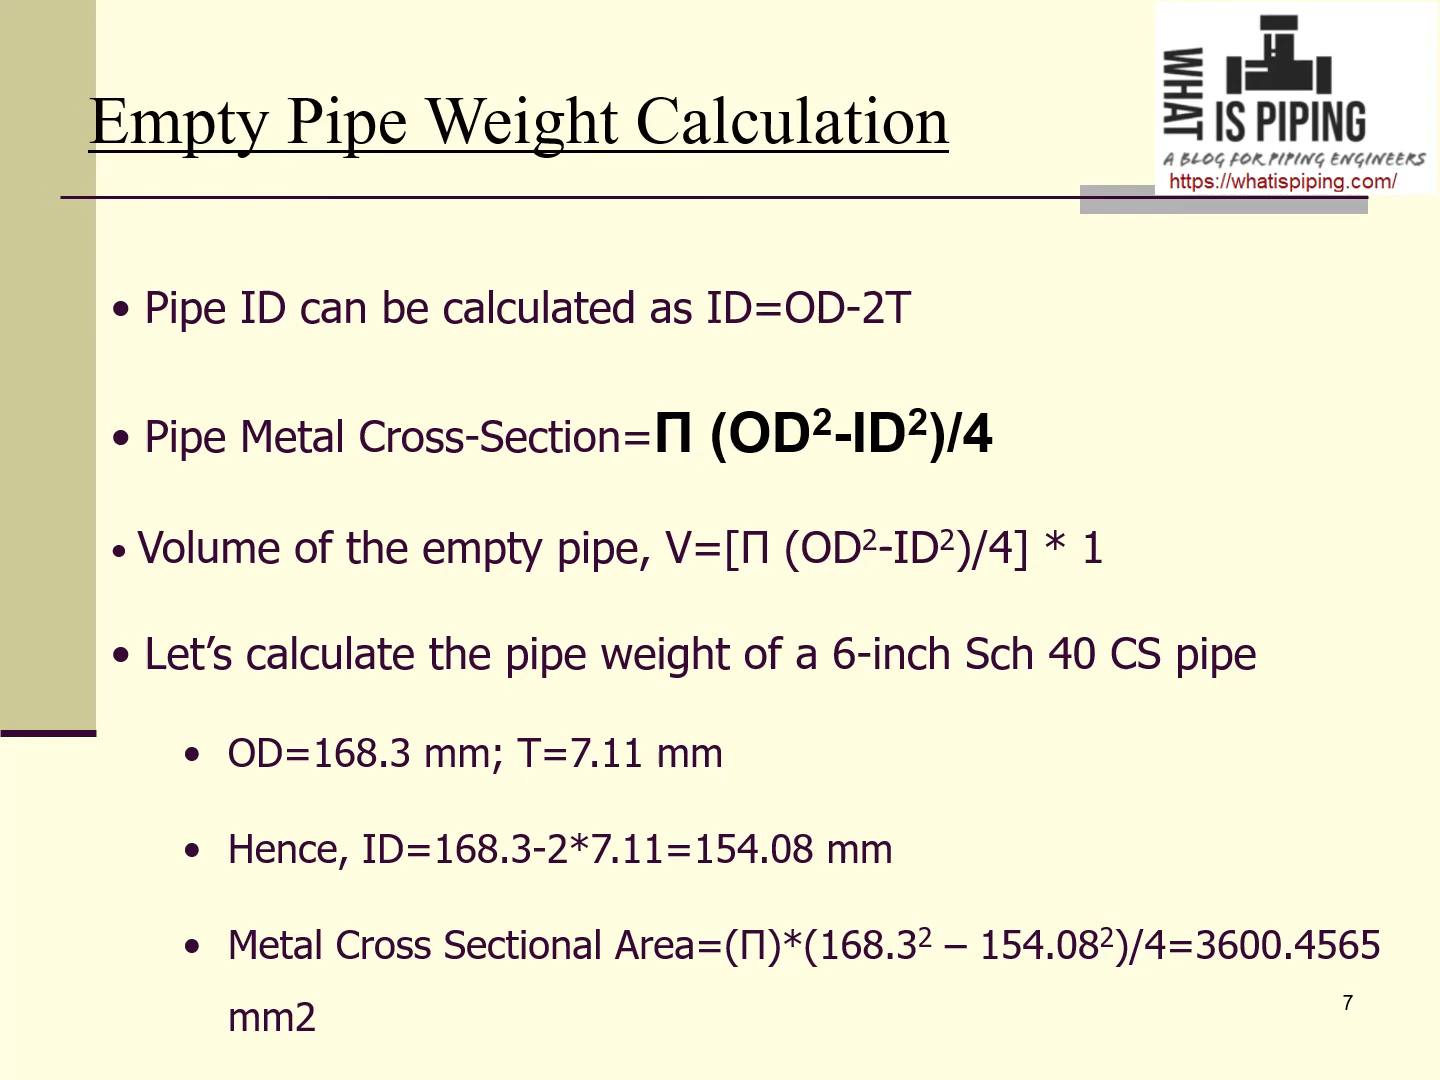 WHAT
IS PIPING
A BLOG FOR PIPING ENGINEERS
https://whatispiping.com/
Empty Pipe Weight Calculation
• Pipe ID can be calculated as ID=OD-2T
• Pipe Metal Cross-Section=Π (OD²-ID²)/4
• Volume of the empty pipe, V=[Π (OD²-ID²)/4] * 1
• Let’s calculate the pipe weight of a 6-inch Sch 40 CS pipe
• OD=168.3 mm; T=7.11 mm
• Hence, ID=168.3-2*7.11=154.08 mm
• Metal Cross Sectional Area=(Π)*(168.3² – 154.08²)/4=3600.4565
mm2
7